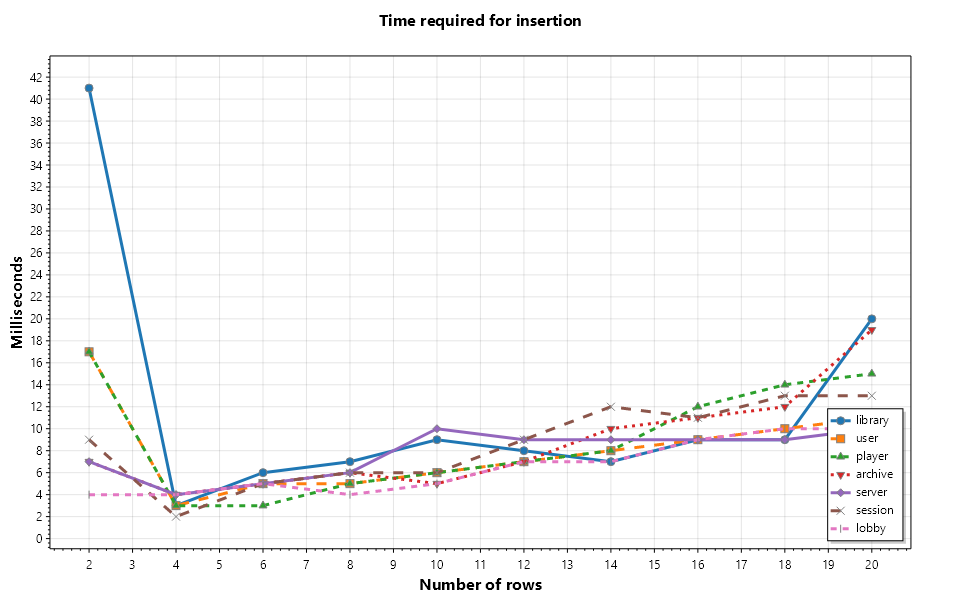 Time required for insertion
Milliseconds
42
40
38
36
34
32
30
28
26
24
22
20
18
16
14
12
10
8
6
4
2
0
library
user
player
archive
server
session
lobby
2 3 4 5 6 7 8 9 10 11 12 13 14 15 16 17 18 19 20
Number of rows